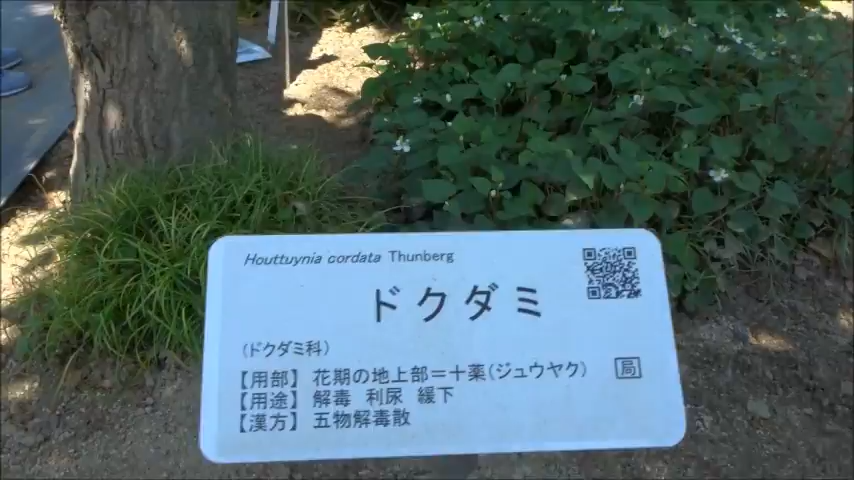 Houttuynia cordata Thunberg
ドクダミ
(ドクダミ科)
【用部】 花期の地上部＝十薬(ジュウヤク) 局
【用途】 解毒 利尿 緩下
【漢方】 五物解毒散